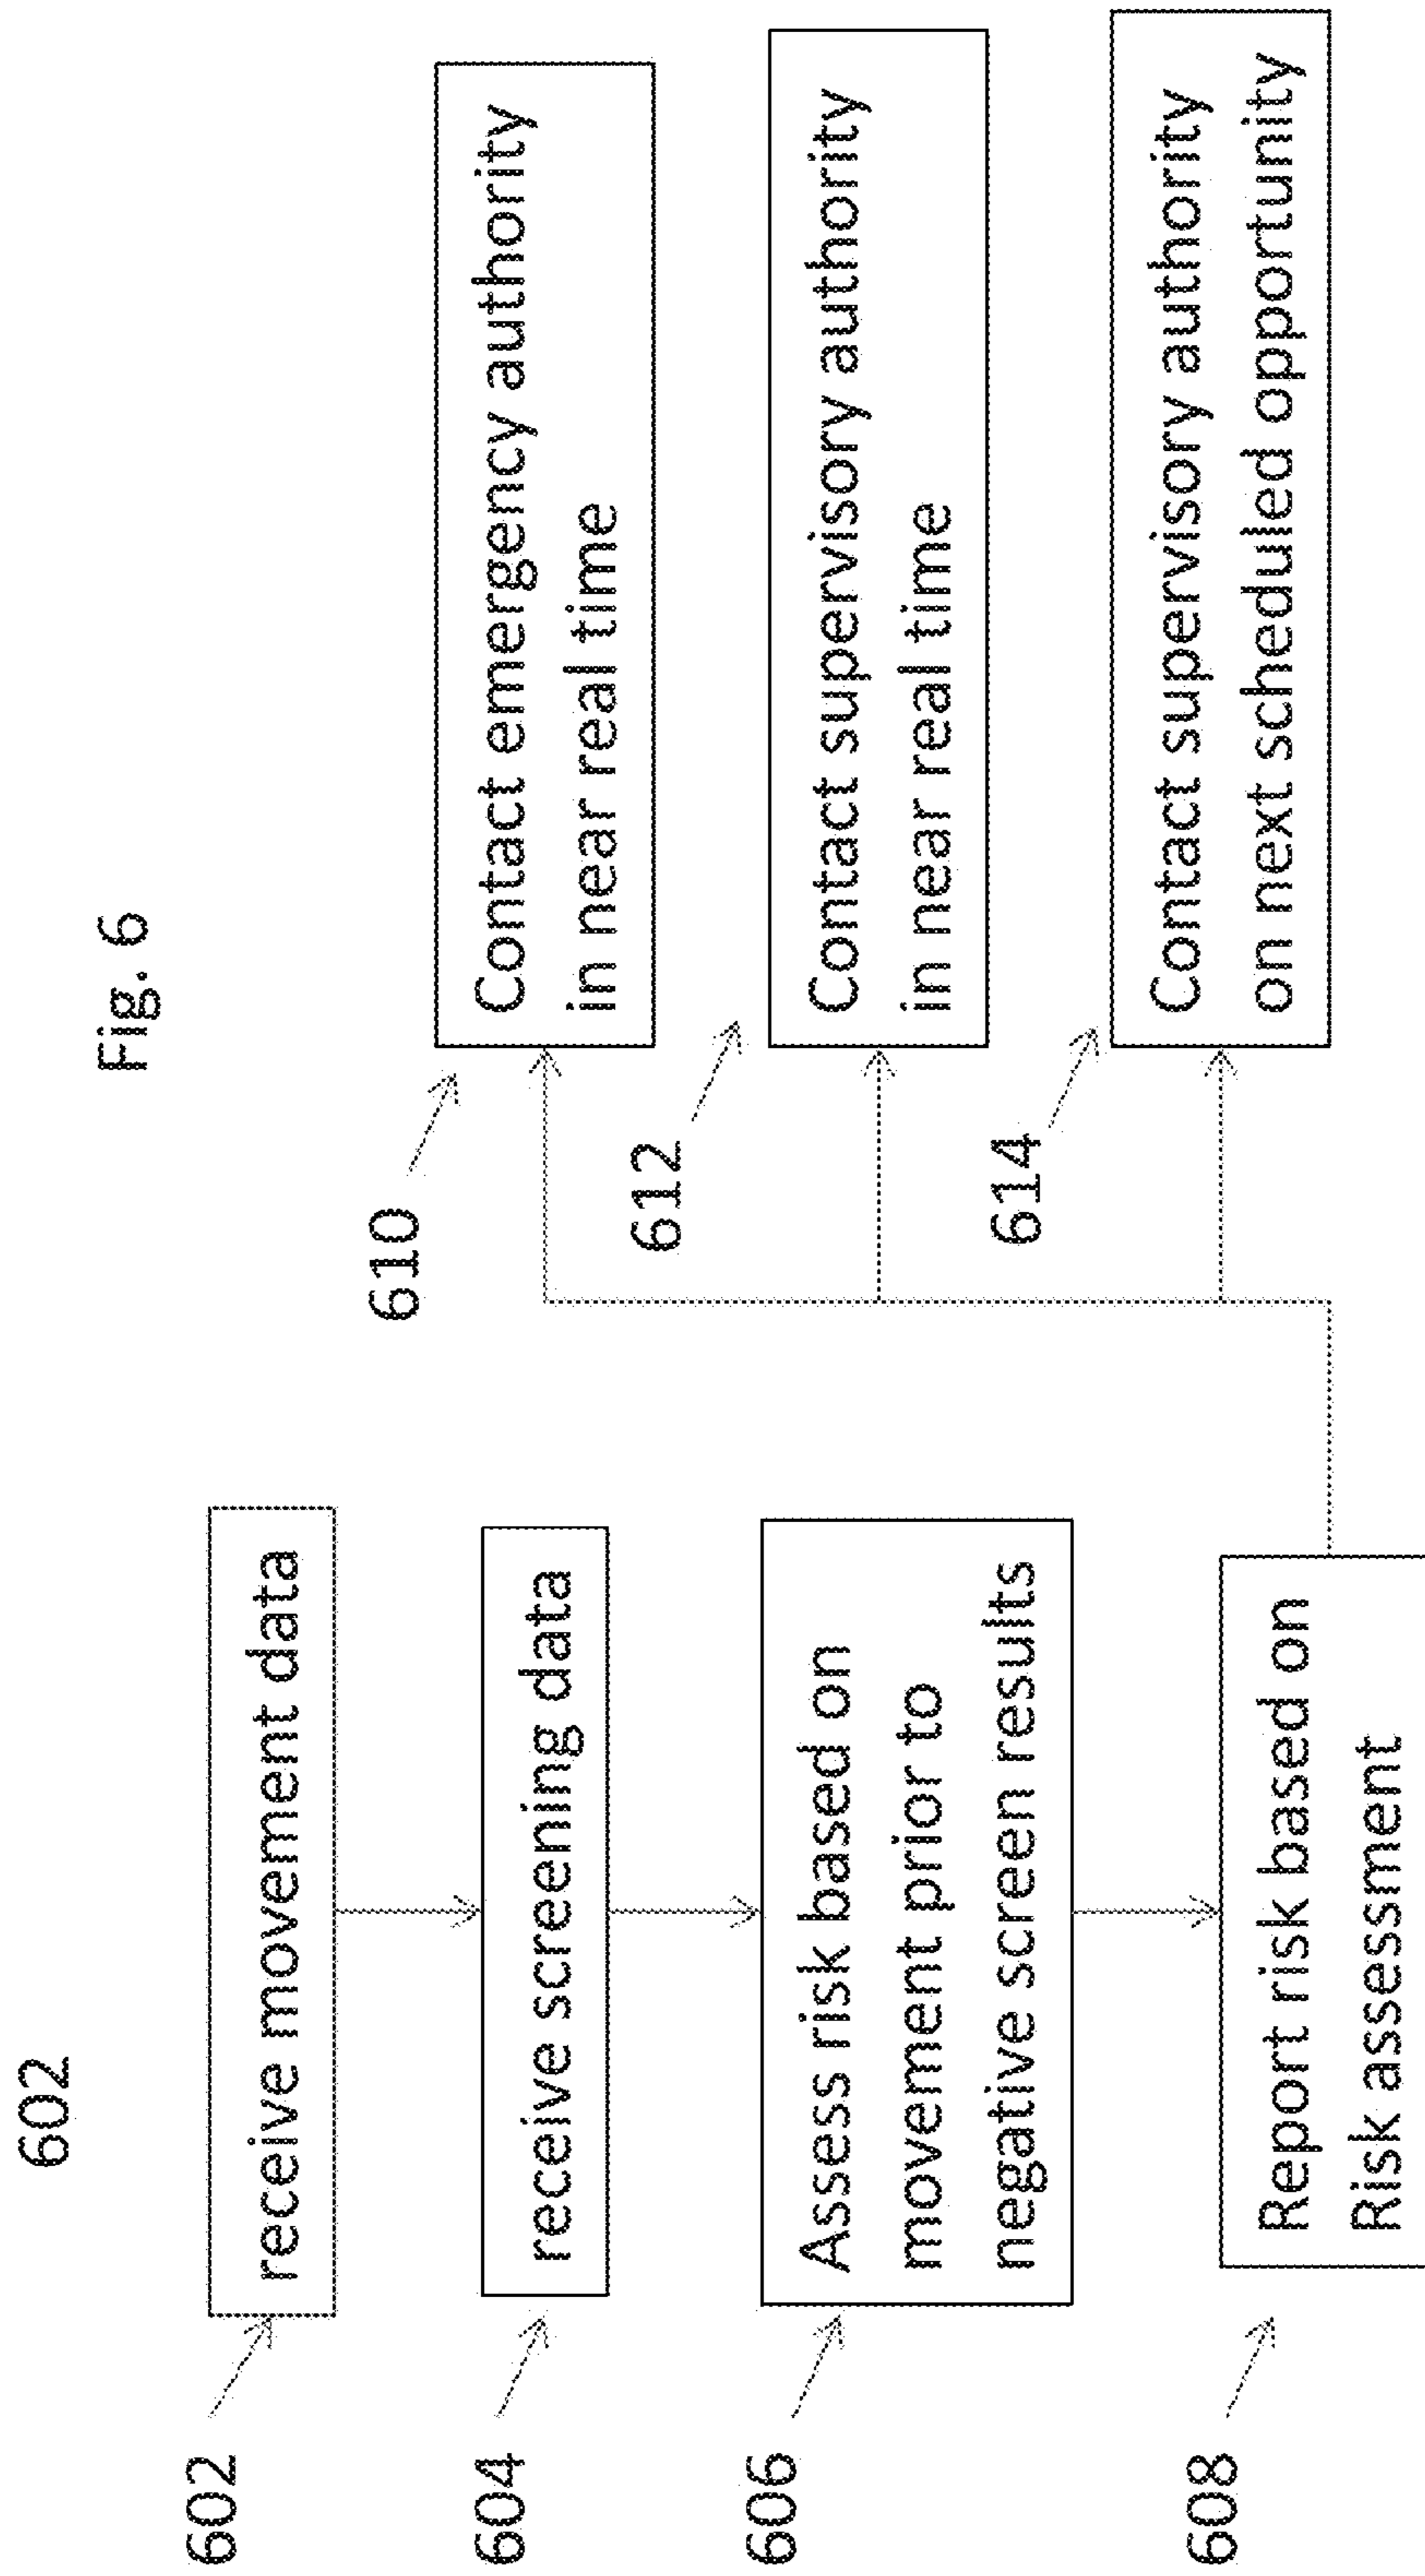 602
Fig. 6
602
receive movement data
604
receive screening data
606
Assess risk based on
movement prior to
negative screen results
608
Report risk based on
Risk assessment
610
Contact emergency authority
in near real time
612
Contact supervisory authority
in near real time
614
Contact supervisory authority
on next scheduled opportunity